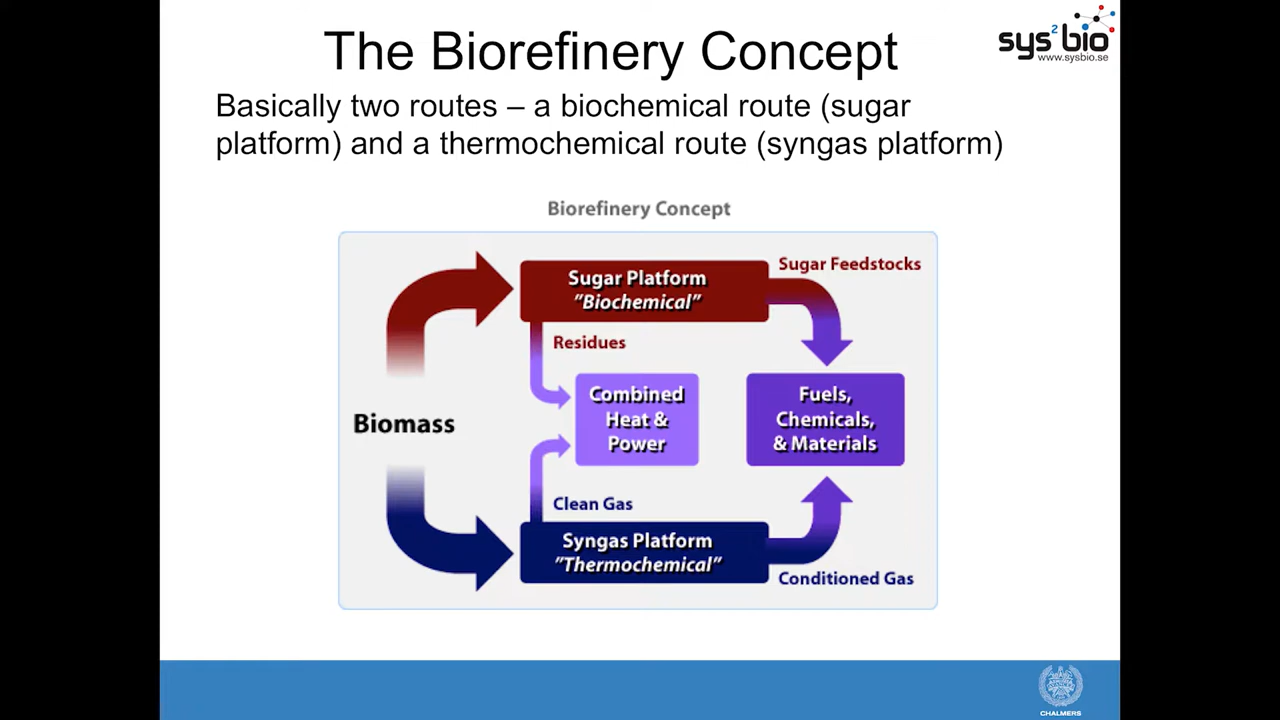 The Biorefinery Concept
sys2bio
www.sysbio.se
Basically two routes – a biochemical route (sugar
platform) and a thermochemical route (syngas platform)
Biorefinery Concept
Sugar Platform
”Biochemical”
Sugar Feedstocks
Residues
Combined
Heat &
Power
Fuels,
Chemicals,
& Materials
Biomass
Clean Gas
Syngas Platform
”Thermochemical”
Conditioned Gas
CHALMERS